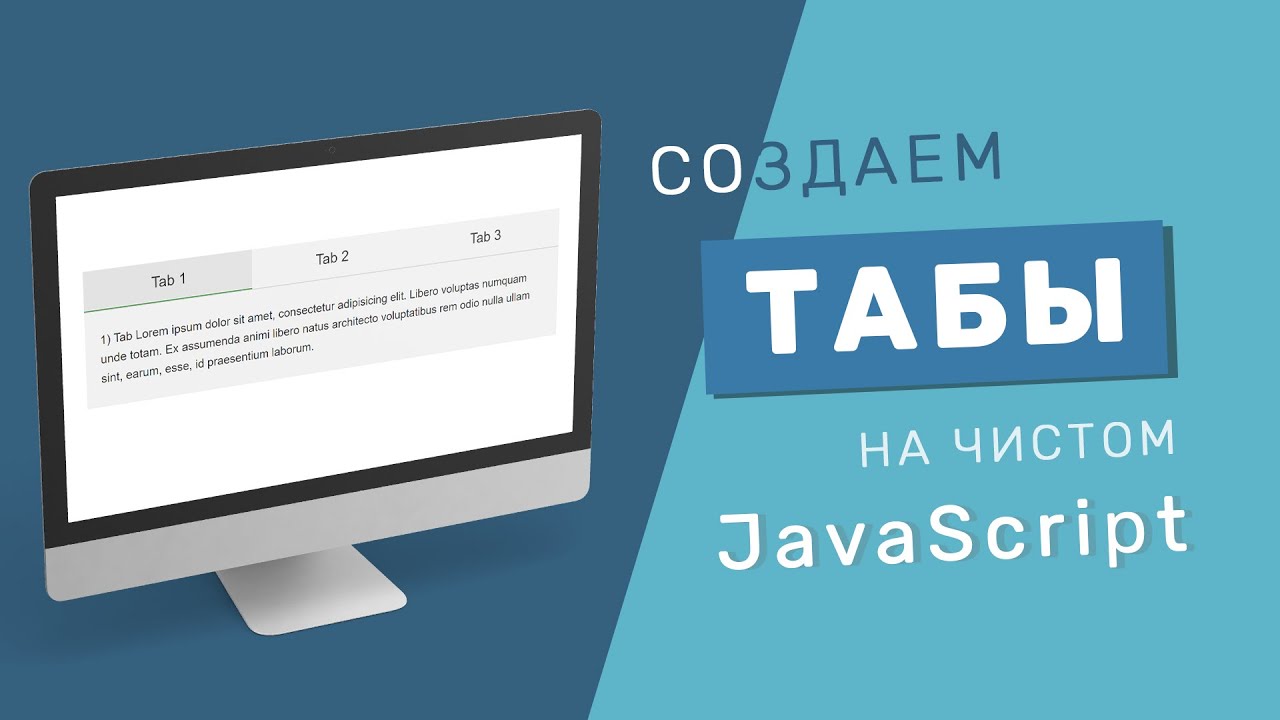 Tab 1
Tab 2
Tab 3
1) Tab Lorem ipsum dolor sit amet, consectetur adipisicing elit. Libero voluptas numquam
unde totam. Ex assumenda animi libero natus architecto voluptatibus rem odio nulla ullam
sint, earum, esse, id praesentium laborum.
СОЗДАЕМ
ТАБЫ
НА ЧИСТОМ
JavaScript